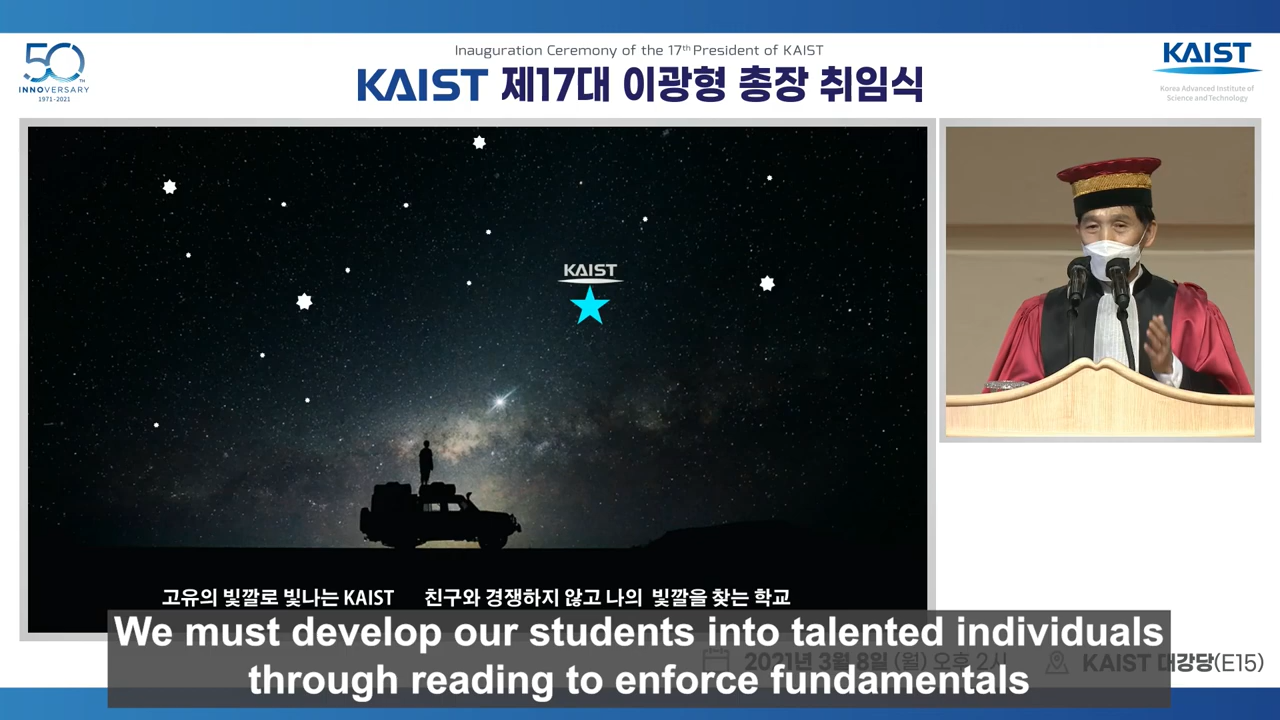 50TH
INNOVERSARY
1971-2021
Inauguration Ceremony of the 17th President of KAIST
KAIST 제17대 이광형 총장 취임식
KAIST
Korea Advanced Institute of
Science and Technology
KAIST
고유의 빛깔로 빛나는 KAIST 친구와 경쟁하지 않고 나의 빛깔을 찾는 학교
We must develop our students into talented individuals
through reading to enforce fundamentals
2021년 3월 8일 (월) 오후 2시 KAIST 대강당(E15)